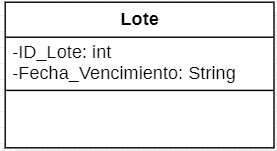 Lote
-ID_Lote: int
-Fecha_Vencimiento: String